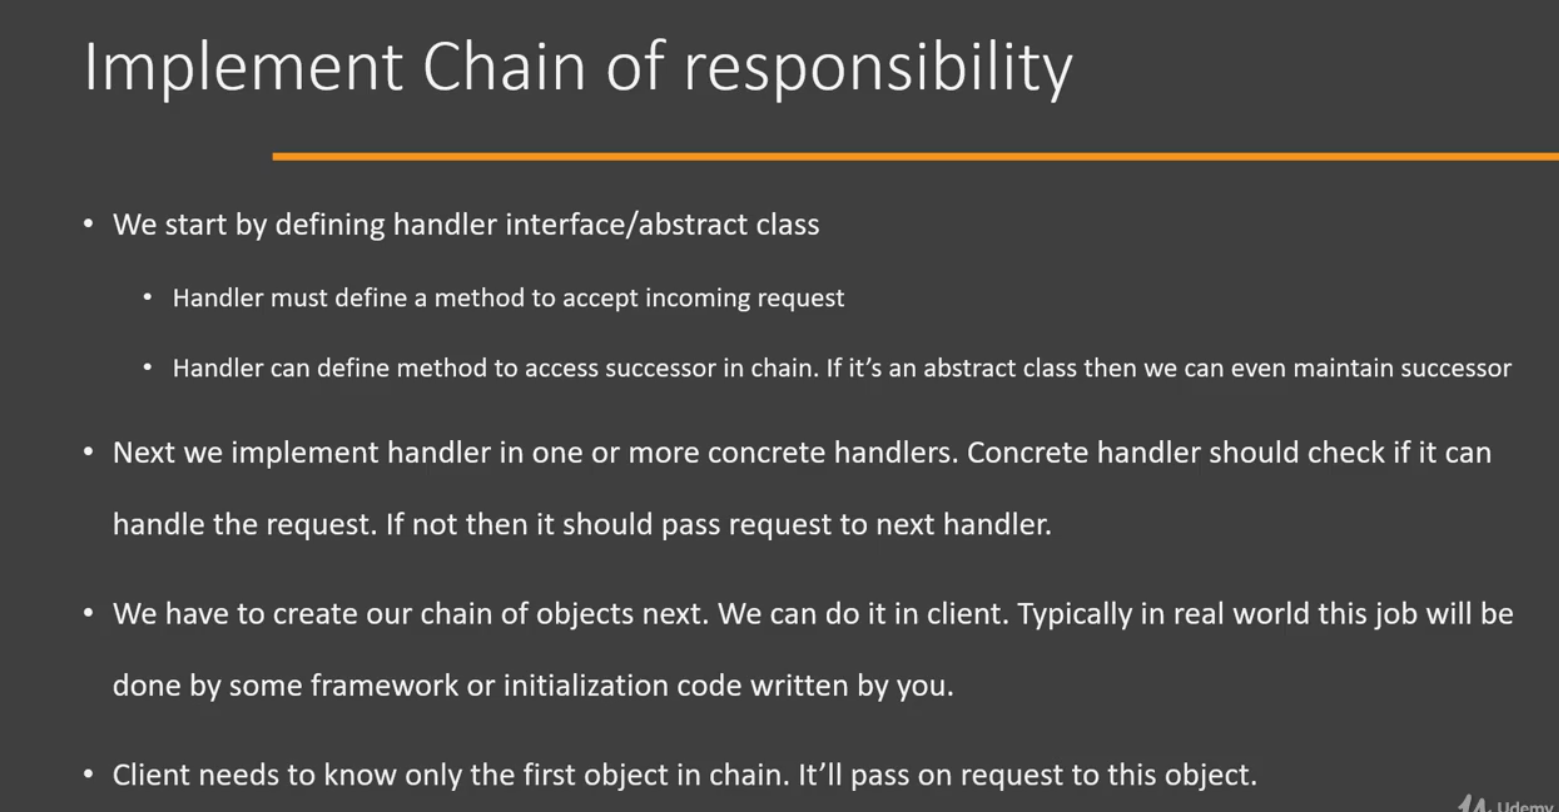 Implement Chain of responsibility
• We start by defining handler interface/abstract class
• Handler must define a method to accept incoming request
• Handler can define method to access successor in chain. If it’s an abstract class then we can even maintain successor
• Next we implement handler in one or more concrete handlers. Concrete handler should check if it can
handle the request. If not then it should pass request to next handler.
• We have to create our chain of objects next. We can do it in client. Typically in real world this job will be
done by some framework or initialization code written by you.
• Client needs to know only the first object in chain. It’ll pass on request to this object.
Udemy